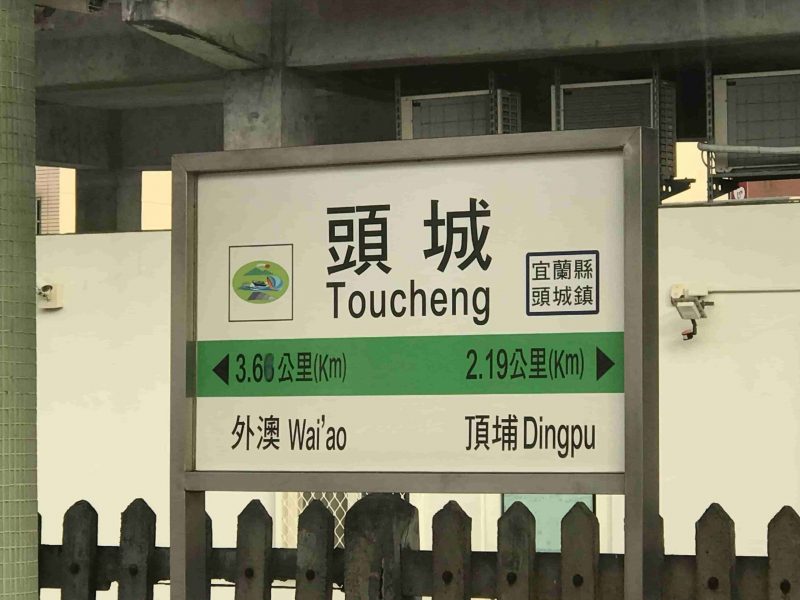 頭城
Toucheng
宜蘭縣
頭城鎮
公里(Km)
2.19公里(Km)
外澳 Wai'ao
頂埔 Dingpu